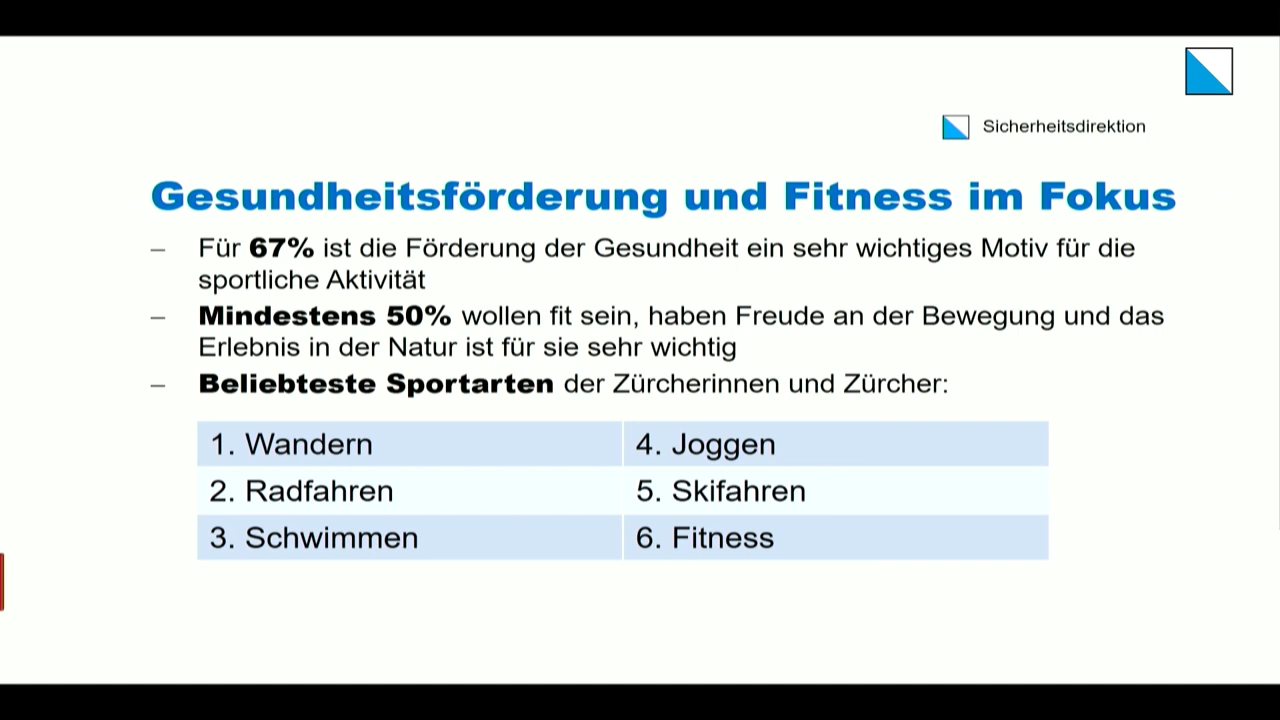 Sicherheitsdirektion
Gesundheitsförderung und Fitness im Fokus
– Für 67% ist die Förderung der Gesundheit ein sehr wichtiges Motiv für die
sportliche Aktivität
– Mindestens 50% wollen fit sein, haben Freude an der Bewegung und das
Erlebnis in der Natur ist für sie sehr wichtig
– Beliebteste Sportarten der Zürcherinnen und Zürcher:
1. Wandern 4. Joggen
2. Radfahren 5. Skifahren
3. Schwimmen 6. Fitness